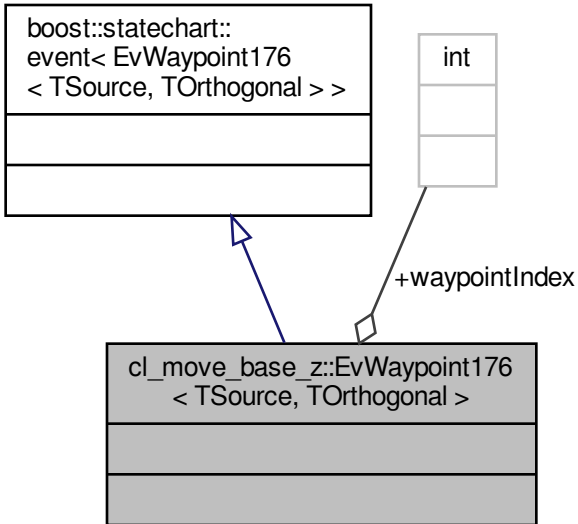 boost::statechart::
event< EvWaypoint176
< TSource, TOrthogonal > >
int
+waypointIndex
cl_move_base_z::EvWaypoint176
< TSource, TOrthogonal >